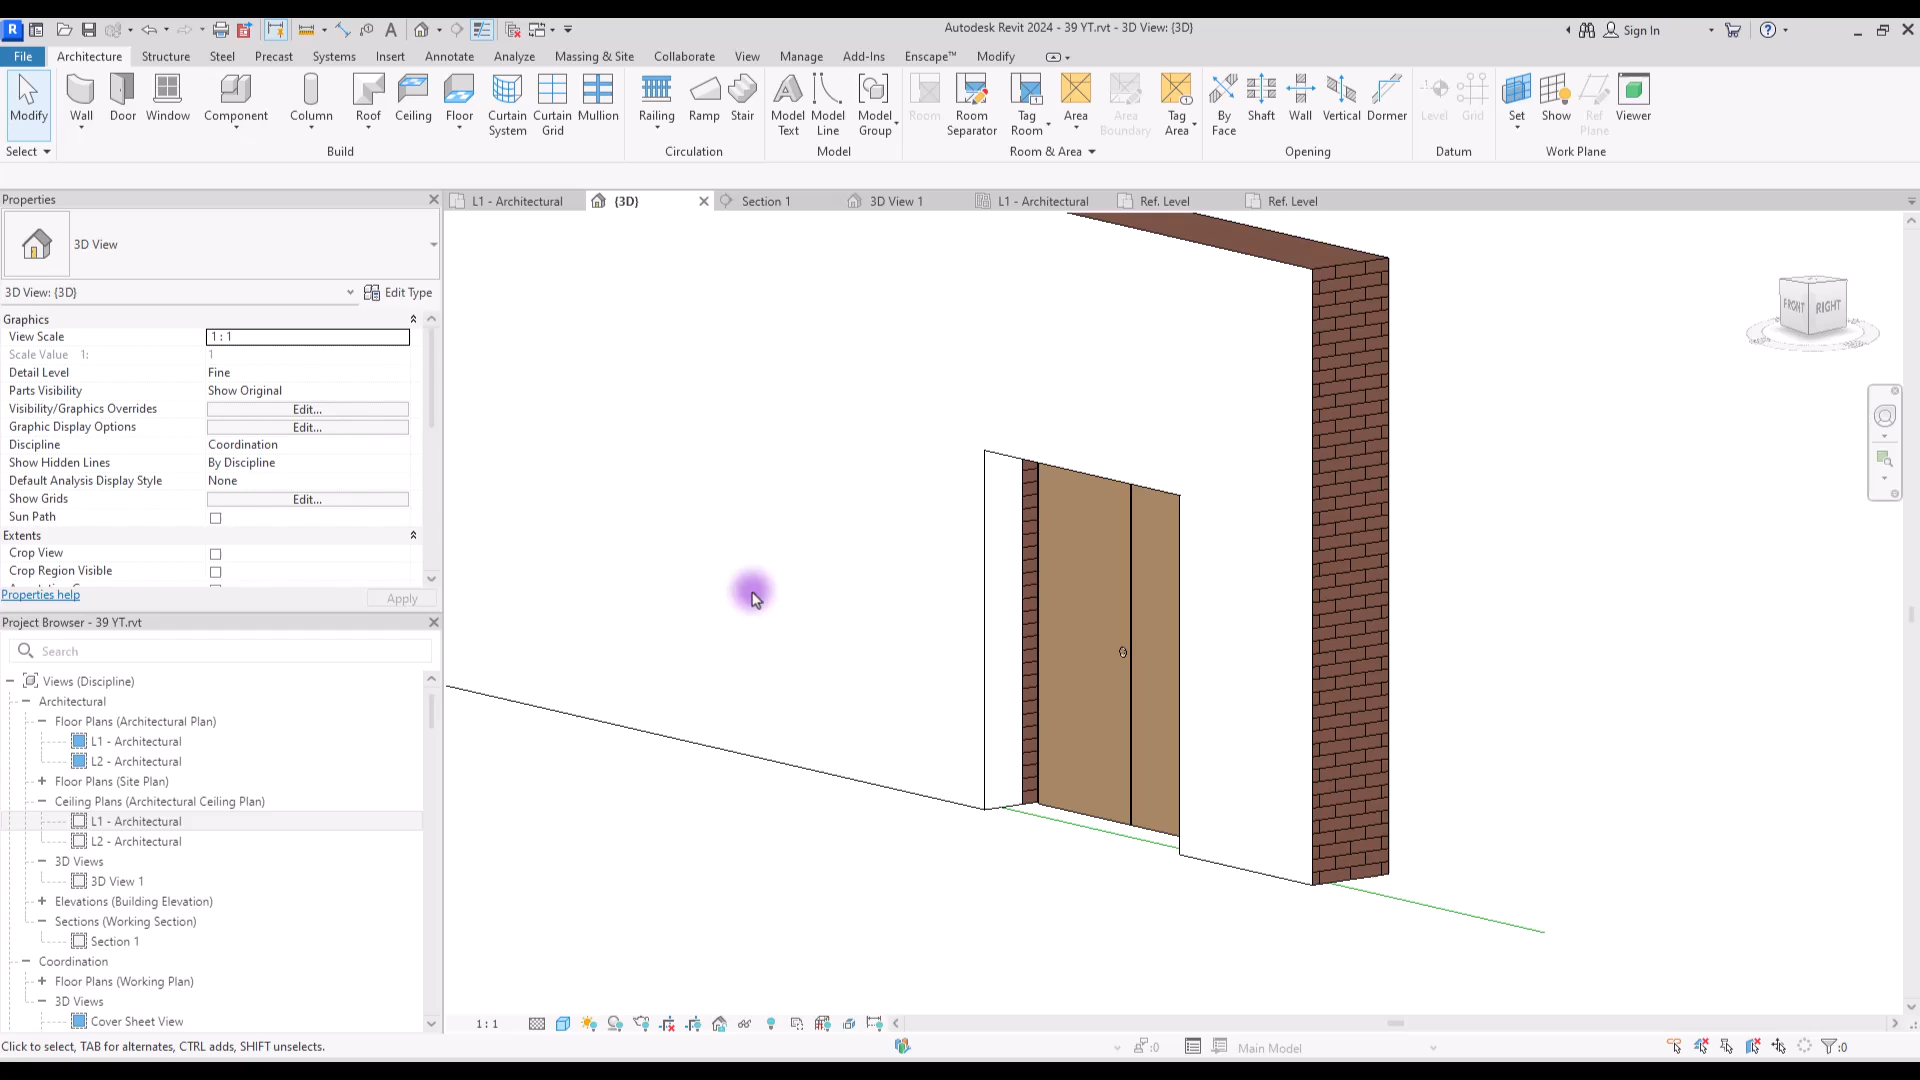 Autodesk Revit 2024 - 39 YT.rvt - 3D View: {3D}
Sign In
File Architecture Structure Steel Precast Systems Insert Annotate Analyze Massing & Site Collaborate View Manage Add-Ins Enscape™ Modify
Modify Wall Door Window Component Column Roof Ceiling Floor Curtain System Curtain Grid Mullion Railing Ramp Stair Model Text Model Line Model Group Room Room Separator Tag Room Area Area Boundary Tag Area By Face Shaft Wall Vertical Dormer Level Grid Set Show Ref Plane Viewer
Select Build Circulation Model Room & Area Opening Datum Work Plane
Properties
L1 - Architectural {3D} Section 1 3D View 1 L1 - Architectural Ref. Level Ref. Level
3D View
3D View: {3D} Edit Type
Graphics
View Scale 1 : 1
Scale Value 1: 1
Detail Level Fine
Parts Visibility Show Original
Visibility/Graphics Overrides Edit...
Graphic Display Options Edit...
Discipline Coordination
Show Hidden Lines By Discipline
Default Analysis Display Style None
Show Grids Edit...
Sun Path
Extents
Crop View
Crop Region Visible
Properties help Apply
FRONT RIGHT
Project Browser - 39 YT.rvt
Search
Views (Discipline)
Architectural
Floor Plans (Architectural Plan)
L1 - Architectural
L2 - Architectural
Floor Plans (Site Plan)
Ceiling Plans (Architectural Ceiling Plan)
L1 - Architectural
L2 - Architectural
3D Views
3D View 1
Elevations (Building Elevation)
Sections (Working Section)
Section 1
Coordination
Floor Plans (Working Plan)
3D Views
Cover Sheet View
1 : 1
Click to select, TAB for alternates, CTRL adds, SHIFT unselects.
:0
Main Model
:0